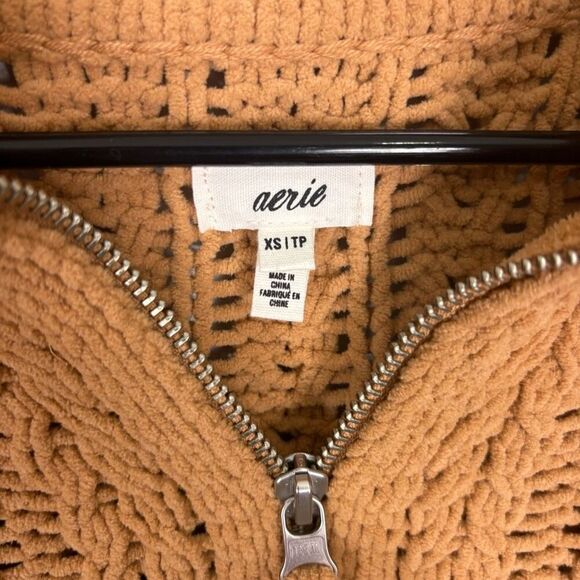 aerie
XS | TP
MADE IN
CHINA
FABRIQUÉ EN
CHINE